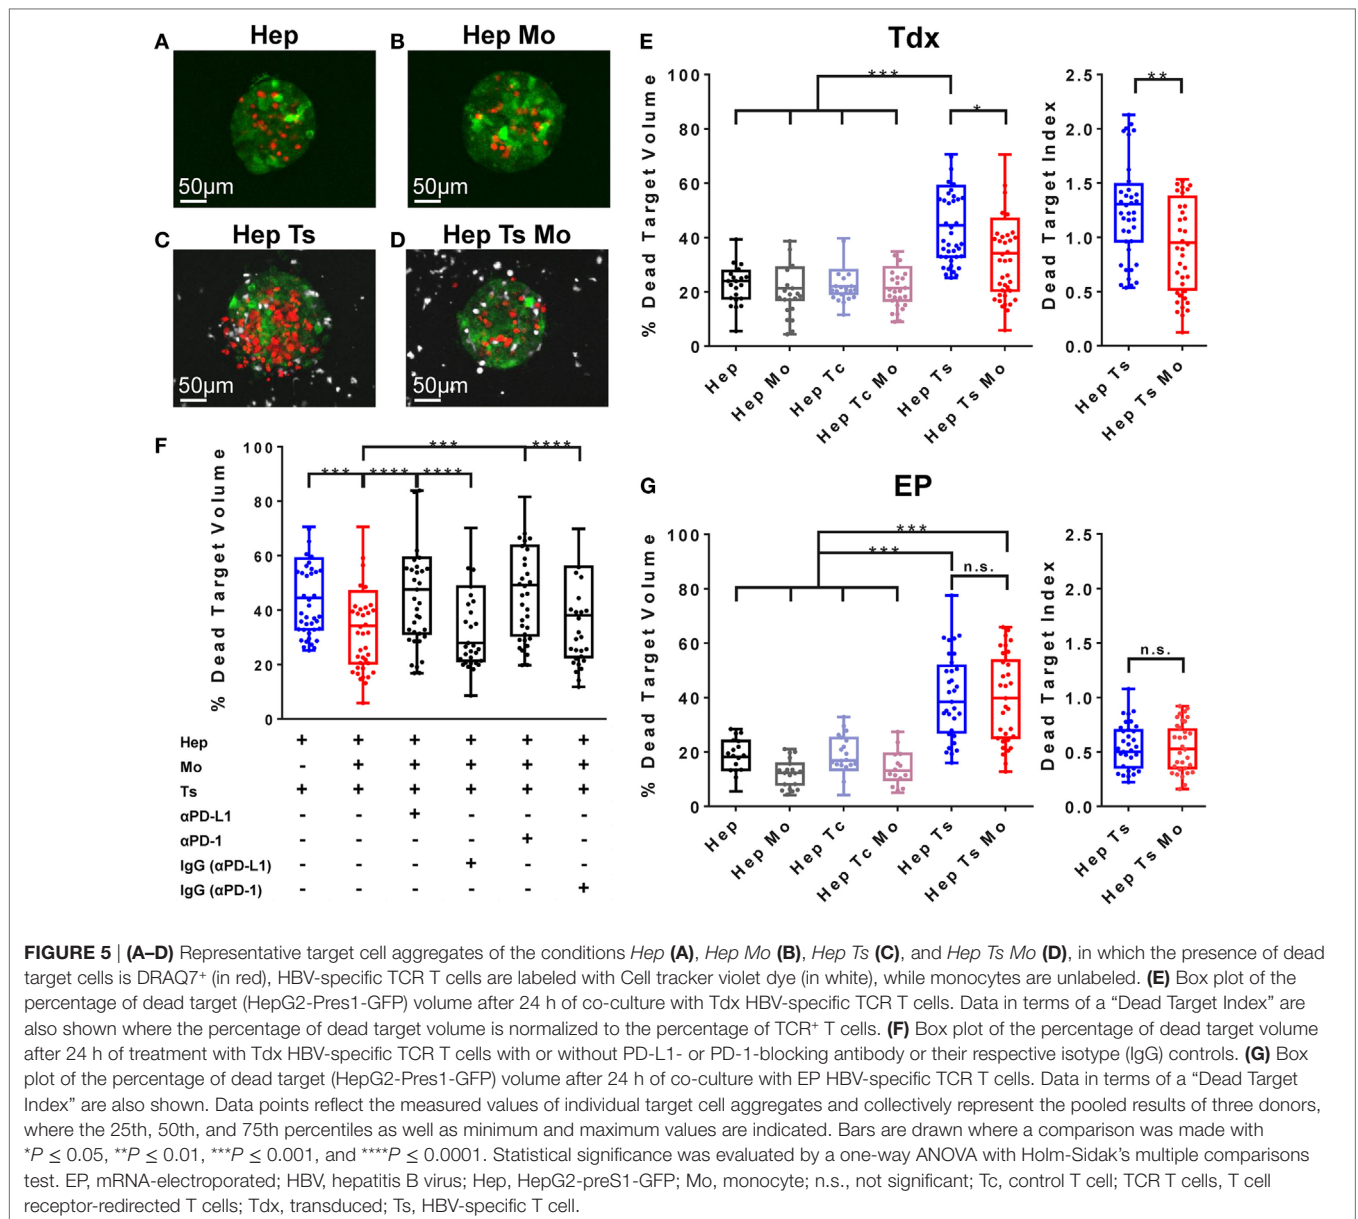 A Hep
50µm
B Hep Mo
50µm
C Hep Ts
50µm
D Hep Ts Mo
50µm
E Tdx
% Dead Target Volume
100
80
60
40
20
0
***
*
Hep
Hep Mo
Hep Tc
Hep Tc Mo
Hep Ts
Hep Ts Mo
Dead Target Index
2.5
2.0
1.5
1.0
0.5
0.0
**
Hep Ts
Hep Ts Mo
F
% Dead Target Volume
100
80
60
40
20
0
*** ****
*** **** ****
Hep + + + + + +
Mo - + + + + +
Ts + + + + + +
αPD-L1 - - + - - -
αPD-1 - - - - + -
IgG (αPD-L1) - - - + - -
IgG (αPD-1) - - - - - +
G EP
% Dead Target Volume
100
80
60
40
20
0
***
***
n.s.
Hep
Hep Mo
Hep Tc
Hep Tc Mo
Hep Ts
Hep Ts Mo
Dead Target Index
2.5
2.0
1.5
1.0
0.5
0.0
n.s.
Hep Ts
Hep Ts Mo
FIGURE 5 | (A–D) Representative target cell aggregates of the conditions Hep (A), Hep Mo (B), Hep Ts (C), and Hep Ts Mo (D), in which the presence of dead
target cells is DRAQ7⁺ (in red), HBV-specific TCR T cells are labeled with Cell tracker violet dye (in white), while monocytes are unlabeled. (E) Box plot of the
percentage of dead target (HepG2-Pres1-GFP) volume after 24 h of co-culture with Tdx HBV-specific TCR T cells. Data in terms of a “Dead Target Index” are
also shown where the percentage of dead target volume is normalized to the percentage of TCR⁺ T cells. (F) Box plot of the percentage of dead target volume
after 24 h of treatment with Tdx HBV-specific TCR T cells with or without PD-L1- or PD-1-blocking antibody or their respective isotype (IgG) controls. (G) Box
plot of the percentage of dead target (HepG2-Pres1-GFP) volume after 24 h of co-culture with EP HBV-specific TCR T cells. Data in terms of a “Dead Target
Index” are also shown. Data points reflect the measured values of individual target cell aggregates and collectively represent the pooled results of three donors,
where the 25th, 50th, and 75th percentiles as well as minimum and maximum values are indicated. Bars are drawn where a comparison was made with
*P ≤ 0.05, **P ≤ 0.01, ***P ≤ 0.001, and ****P ≤ 0.0001. Statistical significance was evaluated by a one-way ANOVA with Holm-Sidak’s multiple comparisons
test. EP, mRNA-electroporated; HBV, hepatitis B virus; Hep, HepG2-preS1-GFP; Mo, monocyte; n.s., not significant; Tc, control T cell; TCR T cells, T cell
receptor-redirected T cells; Tdx, transduced; Ts, HBV-specific T cell.